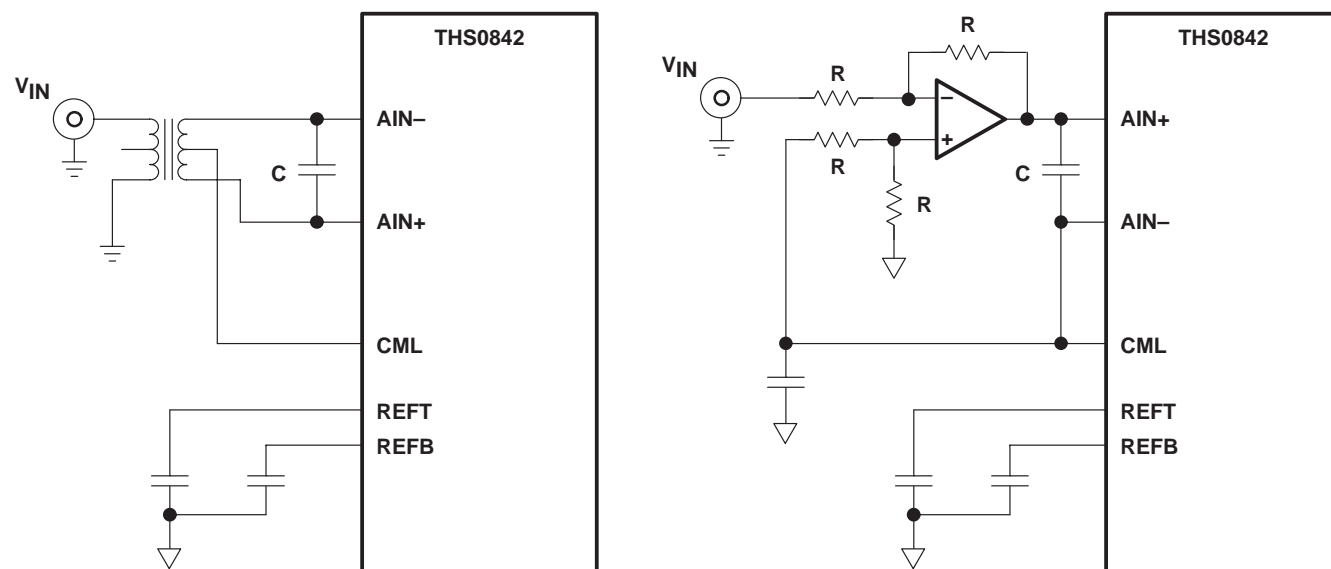 THS0842
VIN
AIN–
C
AIN+
CML
REFT
REFB
THS0842
R
VIN
R
–
AIN+
+
R
C
R
AIN–
CML
REFT
REFB